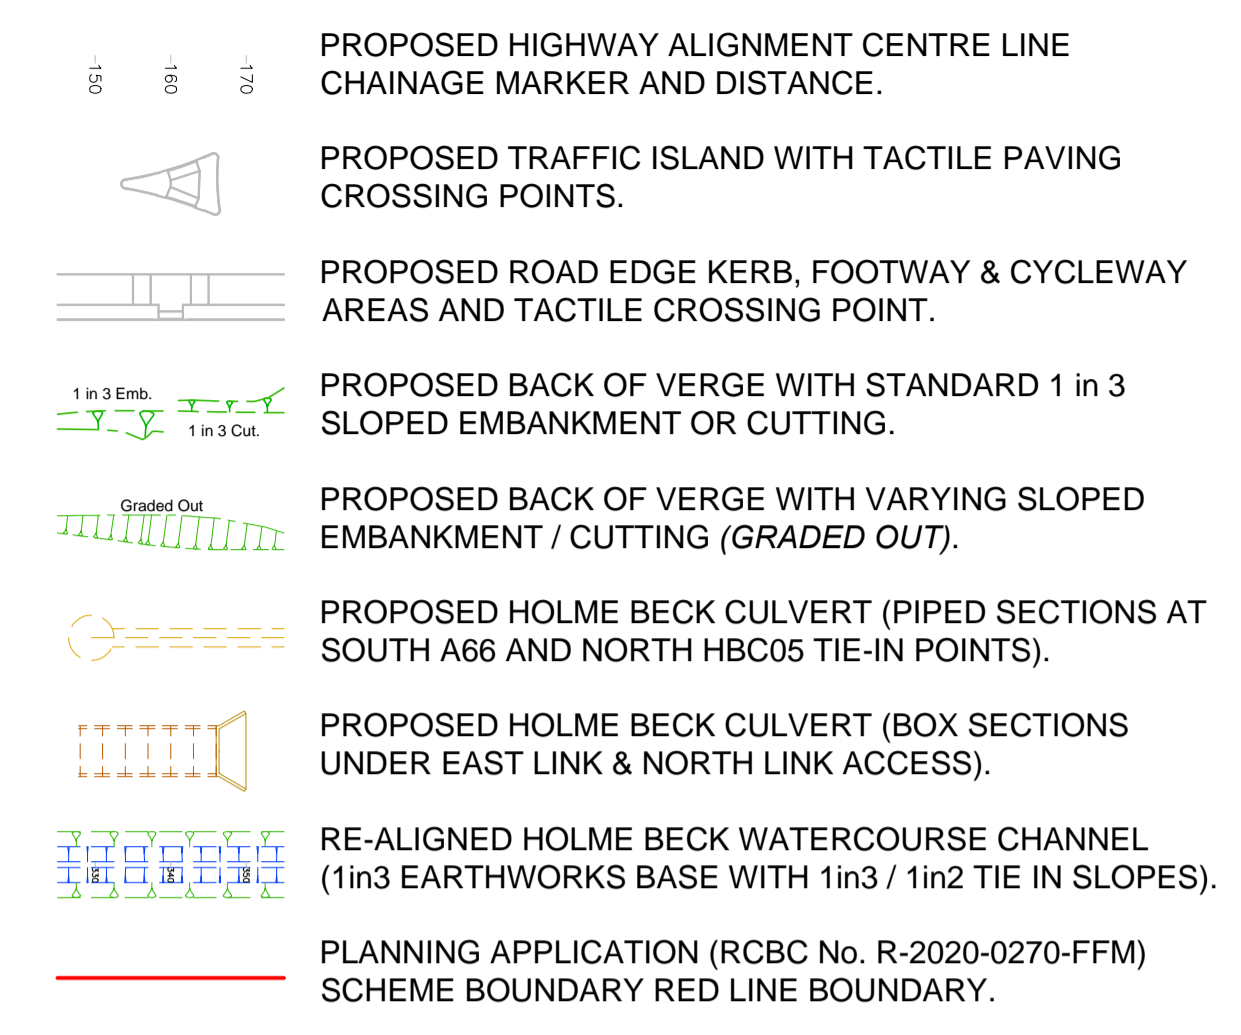 150 160 170
PROPOSED HIGHWAY ALIGNMENT CENTRE LINE
CHAINAGE MARKER AND DISTANCE.
PROPOSED TRAFFIC ISLAND WITH TACTILE PAVING
CROSSING POINTS.
PROPOSED ROAD EDGE KERB, FOOTWAY & CYCLEWAY
AREAS AND TACTILE CROSSING POINT.
1 in 3 Emb.
1 in 3 Cut.
PROPOSED BACK OF VERGE WITH STANDARD 1 in 3
SLOPED EMBANKMENT OR CUTTING.
Graded Out
PROPOSED BACK OF VERGE WITH VARYING SLOPED
EMBANKMENT / CUTTING (GRADED OUT).
PROPOSED HOLME BECK CULVERT (PIPED SECTIONS AT
SOUTH A66 AND NORTH HBC05 TIE-IN POINTS).
PROPOSED HOLME BECK CULVERT (BOX SECTIONS
UNDER EAST LINK & NORTH LINK ACCESS).
330 340 350
RE-ALIGNED HOLME BECK WATERCOURSE CHANNEL
(1in3 EARTHWORKS BASE WITH 1in3 / 1in2 TIE IN SLOPES).
PLANNING APPLICATION (RCBC No. R-2020-0270-FFM)
SCHEME BOUNDARY RED LINE BOUNDARY.